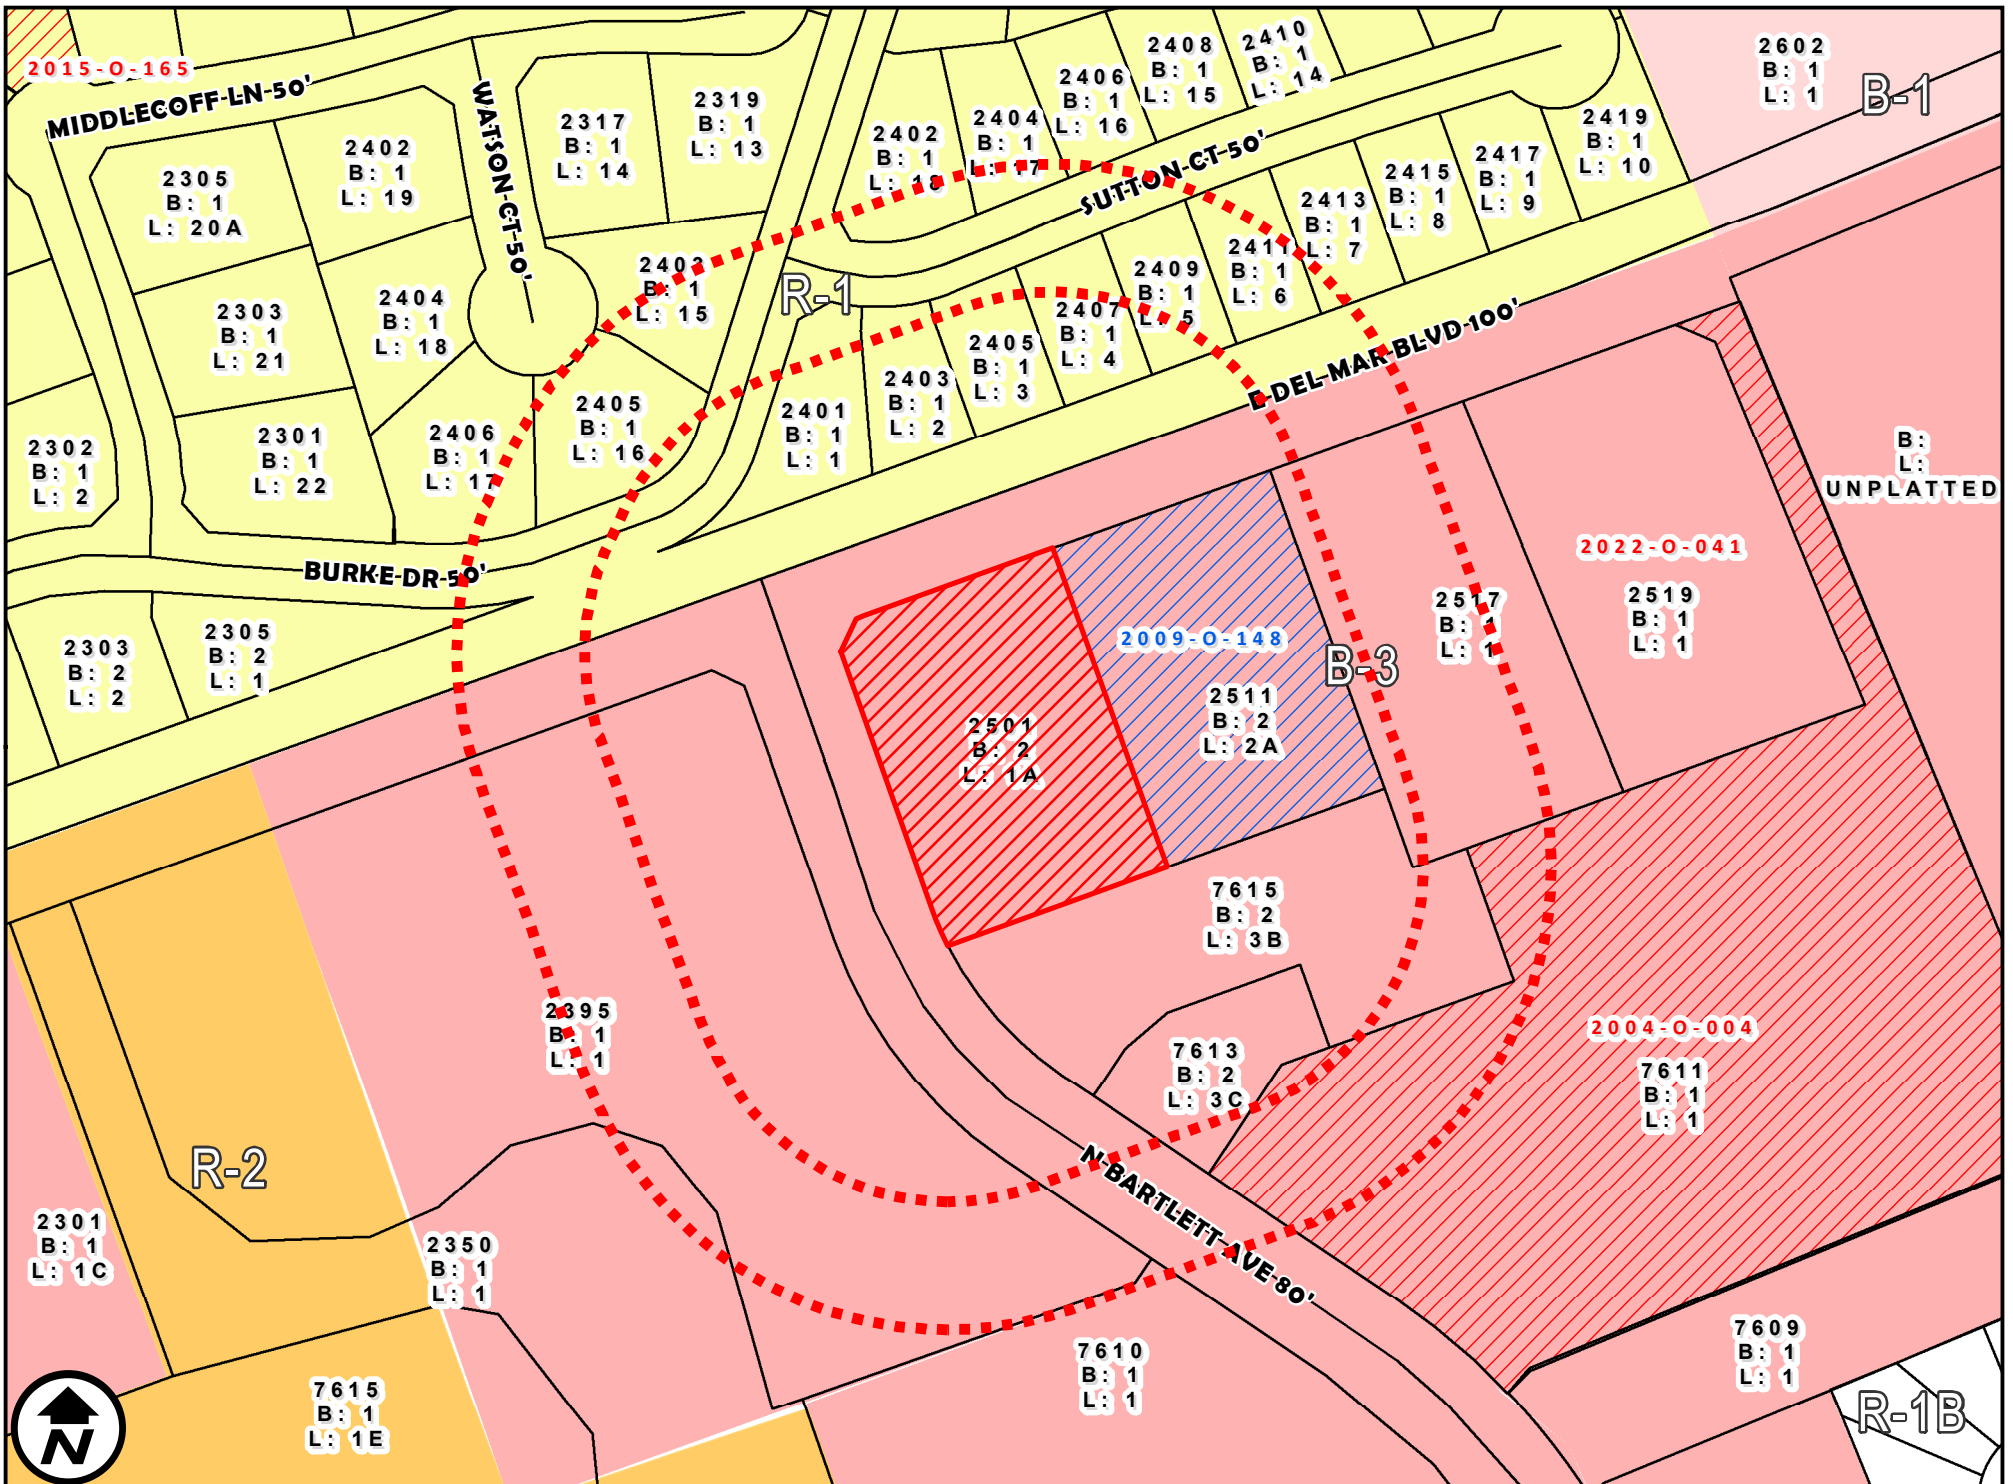 2015-O-165
MIDDLECOFF LN 50'
WATSON CT 50'
2317
B: 1
L: 14
2319
B: 1
L: 13
2402
B: 1
L: 18
2404
B: 1
L: 17
2406
B: 1
L: 16
2408
B: 1
L: 15
2410
B: 1
L: 14
2602
B: 1
L: 1
B-1
2305
B: 1
L: 20A
2402
B: 1
L: 19
SUTTON CT 50'
2413
B: 1
L: 7
2415
B: 1
L: 8
2417
B: 1
L: 9
2419
B: 1
L: 10
2303
B: 1
L: 21
2404
B: 1
L: 18
2403
B: 1
L: 15
R-1
2405
B: 1
L: 3
2407
B: 1
L: 4
2409
B: 1
L: 5
2411
B: 1
L: 6
E DEL MAR BLVD 100'
2302
B: 1
L: 2
2301
B: 1
L: 22
2406
B: 1
L: 17
2405
B: 1
L: 16
2401
B: 1
L: 1
2403
B: 1
L: 2
B:
L:
UNPLATTED
BURKE DR 50'
2303
B: 2
L: 2
2305
B: 2
L: 1
2009-O-148
2511
B: 2
L: 2A
B-3
2517
B: 1
L: 1
2022-O-041
2519
B: 1
L: 1
2501
B: 2
L: 1A
7615
B: 2
L: 3B
2395
B: 1
L: 1
7613
B: 2
L: 3C
2004-O-004
7611
B: 1
L: 1
R-2
N BARTLETT AVE 80'
2301
B: 1
L: 1C
2350
B: 1
L: 1
7610
B: 1
L: 1
7609
B: 1
L: 1
R-1B
7615
B: 1
L: 1E
N